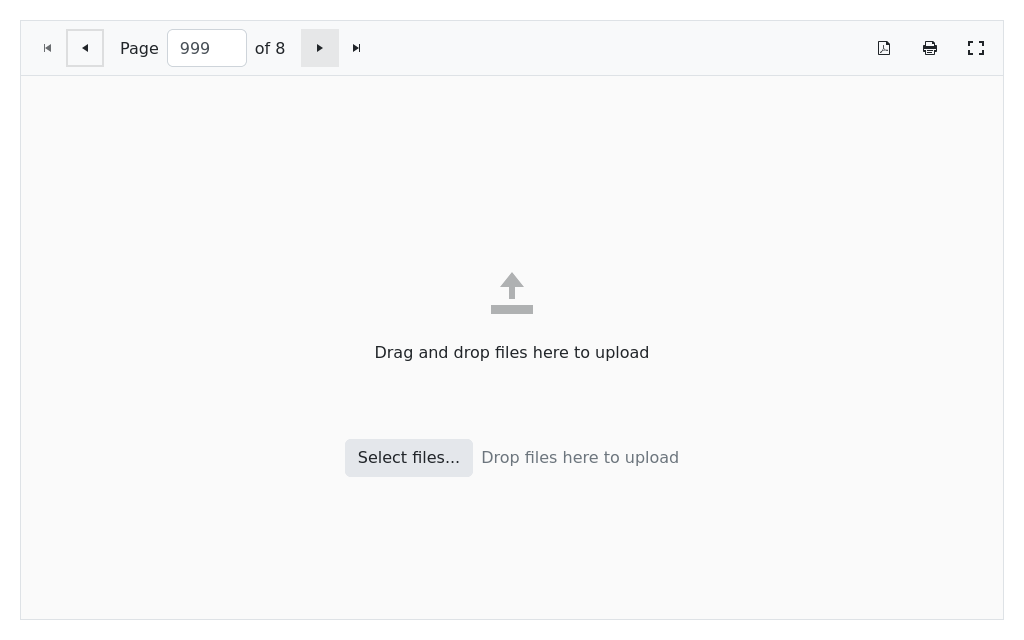 Page 999 of 8
Drag and drop files here to upload
Select files... Drop files here to upload